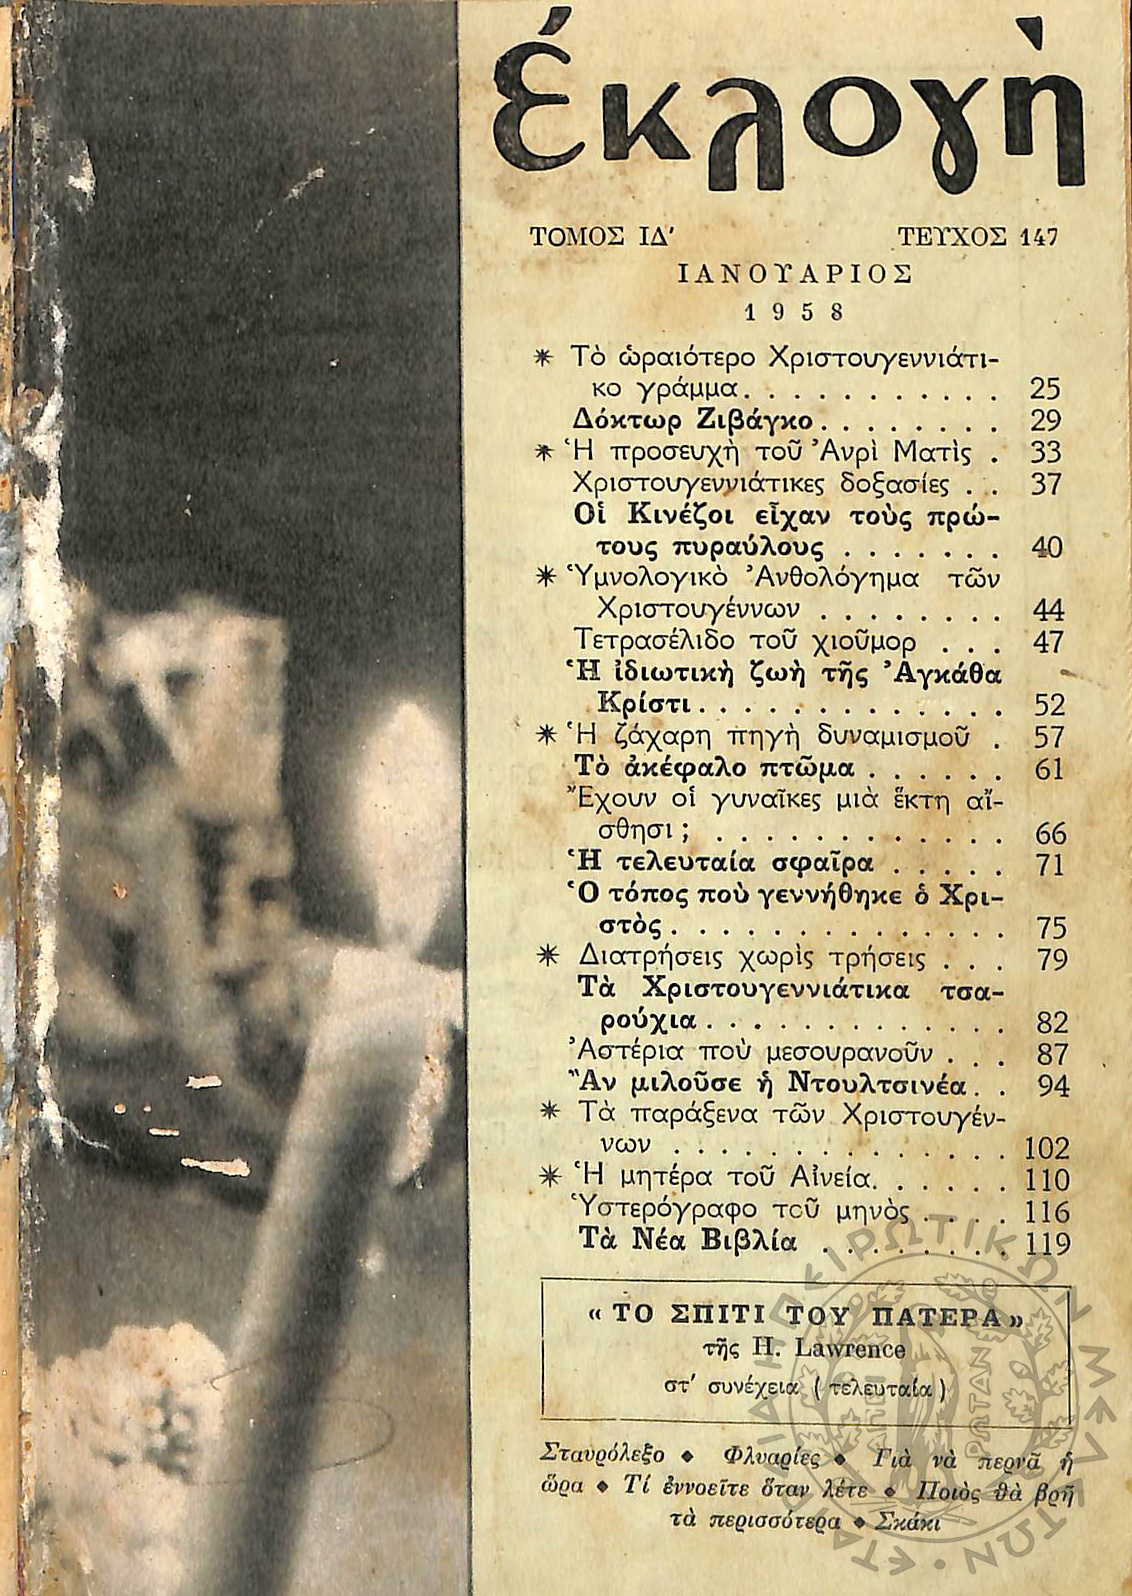 Ἐκλογὴ
ΤΟΜΟΣ ΙΔ′ ΤΕΥΧΟΣ 147
ΙΑΝΟΥΑΡΙΟΣ
1958
✴ Τὸ ὡραιότερο Χριστουγεννιάτι-
κο γράμμα. . . . . . . . . . . 25
Δόκτωρ Ζιβάγκο . . . . . . . . 29
✴ Ἡ προσευχὴ τοῦ Ἀνρὶ Ματὶς . 33
Χριστουγεννιάτικες δοξασίες . . 37
Οἱ Κινέζοι εἶχαν τοὺς πρώ-
τους πυραύλους . . . . . . . 40
✴ Ὑμνολογικὸ Ἀνθολόγημα τῶν
Χριστουγέννων . . . . . . . . 44
Τετρασέλιδο τοῦ χιοῦμορ . . . 47
Ἡ ἰδιωτικὴ ζωὴ τῆς Ἀγκάθα
Κρίστι . . . . . . . . . . . . . 52
✴ Ἡ ζάχαρη πηγὴ δυναμισμοῦ . 57
Τὸ ἀκέφαλο πτῶμα . . . . . . 61
Ἔχουν οἱ γυναῖκες μιὰ ἕκτη αἴ-
σθησι ; . . . . . . . . . . . . 66
Ἡ τελευταία σφαῖρα . . . . . 71
Ὁ τόπος ποὺ γεννήθηκε ὁ Χρι-
στὸς . . . . . . . . . . . . . . 75
✴ Διατρήσεις χωρὶς τρήσεις . . . 79
Τὰ Χριστουγεννιάτικα τσα-
ρούχια . . . . . . . . . . . . . 82
Ἀστέρια ποὺ μεσουρανοῦν . . . 87
Ἂν μιλοῦσε ἡ Ντουλτσινέα . . 94
✴ Τὰ παράξενα τῶν Χριστουγέν-
νων . . . . . . . . . . . . . . 102
✴ Ἡ μητέρα τοῦ Αἰνεία . . . . . . 110
Ὑστερόγραφο τοῦ μηνὸς . . . . 116
Τὰ Νέα Βιβλία . . . . . . . . 119
« ΤΟ ΣΠΙΤΙ ΤΟΥ ΠΑΤΕΡΑ »
τῆς H. Lawrence
στ′ συνέχεια ( τελευταία )
Σταυρόλεξο ◆ Φλυαρίες ◆ Γιὰ νὰ περνᾶ ἡ
ὥρα ◆ Τί ἐννοεῖτε ὅταν λέτε ◆ Ποιὸς θὰ βρῆ
τὰ περισσότερα ◆ Σκάκι
ΕΤΑΙΡΕΙΑ ΗΠΕΙΡΩΤΙΚΩΝ ΜΕΛΕΤΩΝ
ΑΠΕΙΡΩΤΑΝ